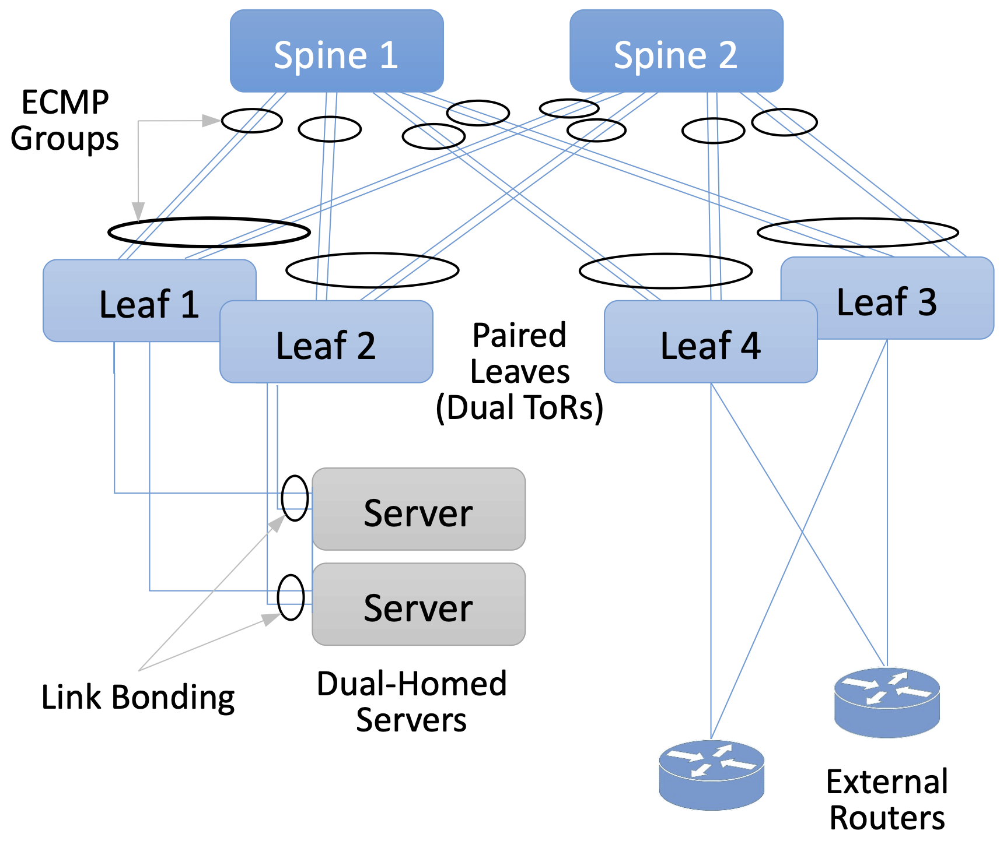 Spine 1
Spine 2
ECMP
Groups
Leaf 1
Leaf 2
Paired
Leaves
(Dual ToRs)
Leaf 4
Leaf 3
Server
Server
Link Bonding
Dual-Homed
Servers
External
Routers